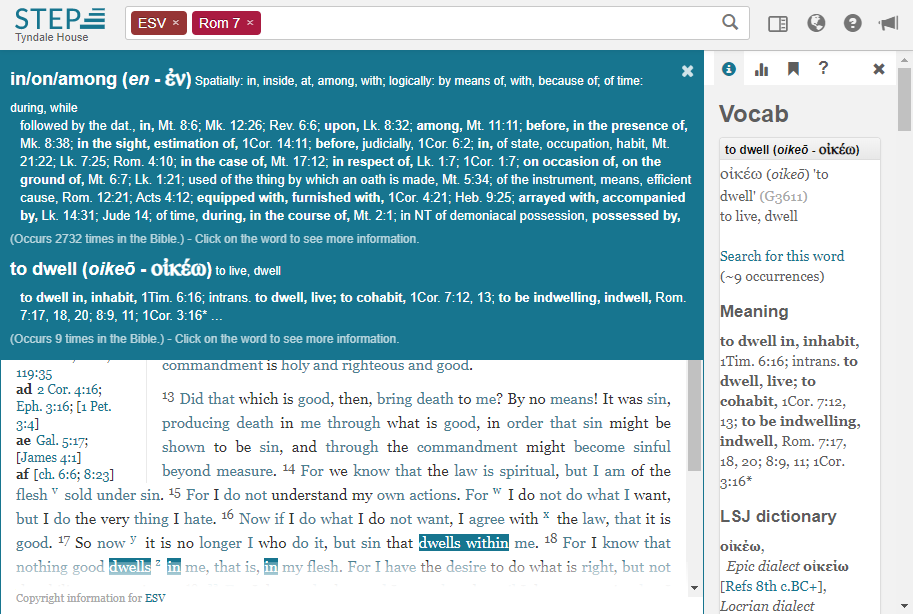 STEP
Tyndale House
ESV ×
Rom 7 ×
in/on/among (en - ἐν) Spatially: in, inside, at, among, with; logically: by means of, with, because of; of time:
during, while
followed by the dat., in, Mt. 8:6; Mk. 12:26; Rev. 6:6; upon, Lk. 8:32; among, Mt. 11:11; before, in the presence of,
Mk. 8:38; in the sight, estimation of, 1Cor. 14:11; before, judicially, 1Cor. 6:2; in, of state, occupation, habit, Mt.
21:22; Lk. 7:25; Rom. 4:10; in the case of, Mt. 17:12; in respect of, Lk. 1:7; 1Cor. 1:7; on occasion of, on the
ground of, Mt. 6:7; Lk. 1:21; used of the thing by which an oath is made, Mt. 5:34; of the instrument, means, efficient
cause, Rom. 12:21; Acts 4:12; equipped with, furnished with, 1Cor. 4:21; Heb. 9:25; arrayed with, accompanied
by, Lk. 14:31; Jude 14; of time, during, in the course of, Mt. 2:1; in NT of demoniacal possession, possessed by,
(Occurs 2732 times in the Bible.) - Click on the word to see more information.
to dwell (oikeō - οἰκέω) to live, dwell
to dwell in, inhabit, 1Tim. 6:16; intrans. to dwell, live; to cohabit, 1Cor. 7:12, 13; to be indwelling, indwell, Rom.
7:17, 18, 20; 8:9, 11; 1Cor. 3:16* ...
(Occurs 9 times in the Bible.) - Click on the word to see more information.
119:35
ad 2 Cor. 4:16;
Eph. 3:16; [1 Pet.
3:4]
ae Gal. 5:17;
[James 4:1]
af [ch. 6:6; 8:23]
commandment is holy and righteous and good.
13 Did that which is good, then, bring death to me? By no means! It was sin,
producing death in me through what is good, in order that sin might be
shown to be sin, and through the commandment might become sinful
beyond measure. 14 For we know that the law is spiritual, but I am of the
flesh v sold under sin. 15 For I do not understand my own actions. For w I do not do what I want,
but I do the very thing I hate. 16 Now if I do what I do not want, I agree with x the law, that it is
good. 17 So now y it is no longer I who do it, but sin that dwells within me. 18 For I know that
nothing good dwells z in me, that is, in my flesh. For I have the desire to do what is right, but not
Copyright information for ESV
Vocab
to dwell (oikeō - οἰκέω)
οἰκέω (oikeō) 'to
dwell' (G3611)
to live, dwell
Search for this word
(~9 occurrences)
Meaning
to dwell in, inhabit,
1Tim. 6:16; intrans. to
dwell, live; to
cohabit, 1Cor. 7:12,
13; to be indwelling,
indwell, Rom. 7:17,
18, 20; 8:9, 11; 1Cor.
3:16*
LSJ dictionary
οἰκέω,
Epic dialect οἰκείω
[Refs 8th c.BC+],
Locrian dialect